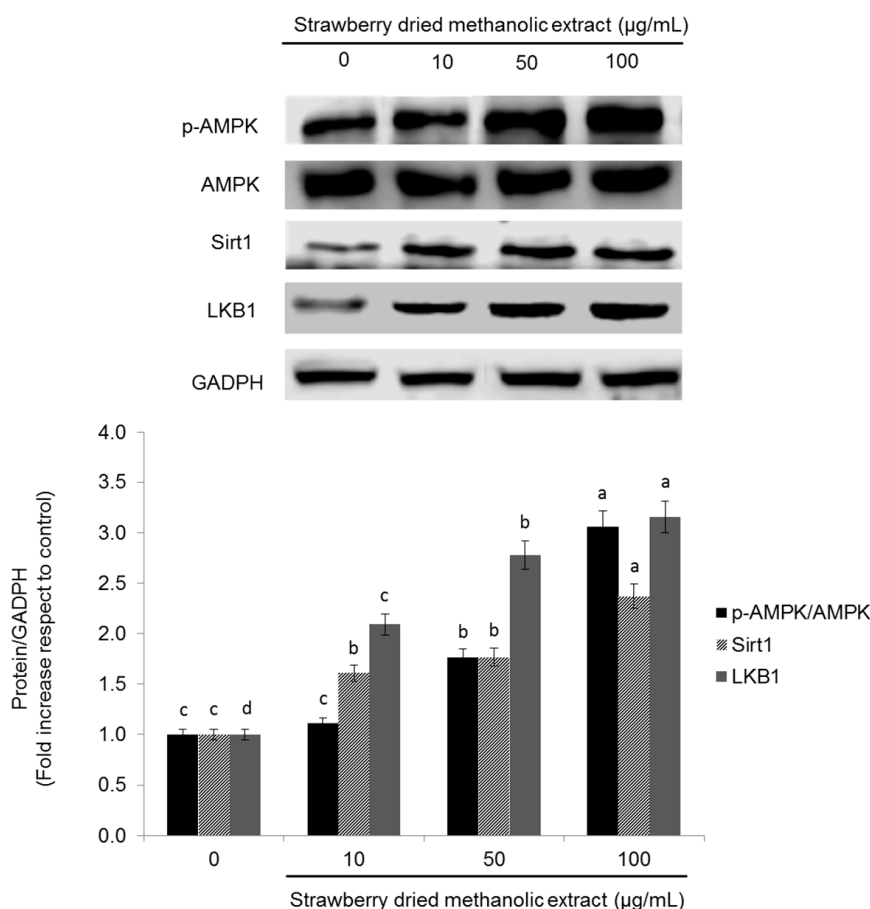 Strawberry dried methanolic extract (µg/mL)
0 10 50 100
p-AMPK
AMPK
Sirt1
LKB1
GADPH
Protein/GADPH
(Fold increase respect to control)
4.0
3.5
3.0
2.5
2.0
1.5
1.0
0.5
0.0
c c d
c b c
b b b
a a a
p-AMPK/AMPK
Sirt1
LKB1
0 10 50 100
Strawberry dried methanolic extract (µg/mL)